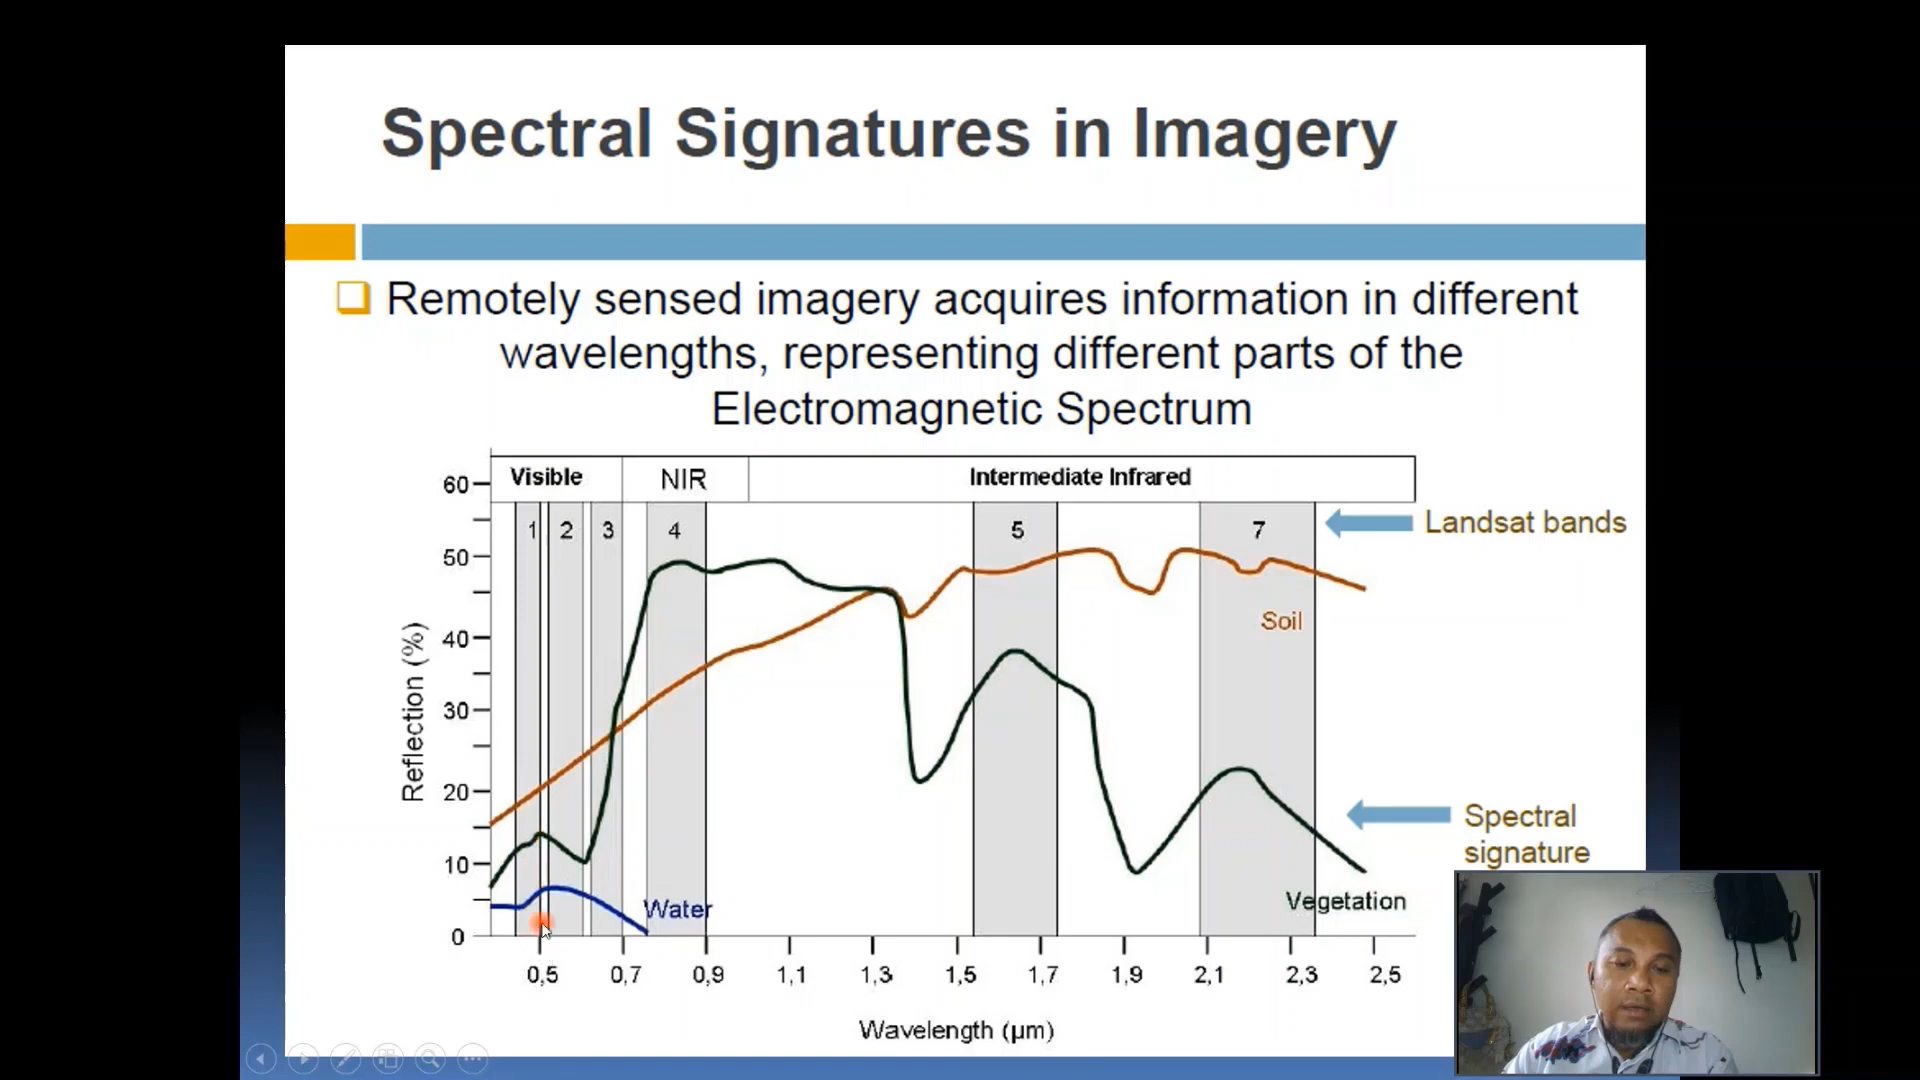 Spectral Signatures in Imagery
Remotely sensed imagery acquires information in different
wavelengths, representing different parts of the
Electromagnetic Spectrum
Visible NIR Intermediate Infrared
1 2 3 4 5 7
Landsat bands
60
50
40
30
20
10
0
Reflection (%)
Soil
Spectral
signature
Vegetation
Water
0,5 0,7 0,9 1,1 1,3 1,5 1,7 1,9 2,1 2,3 2,5
Wavelength (µm)